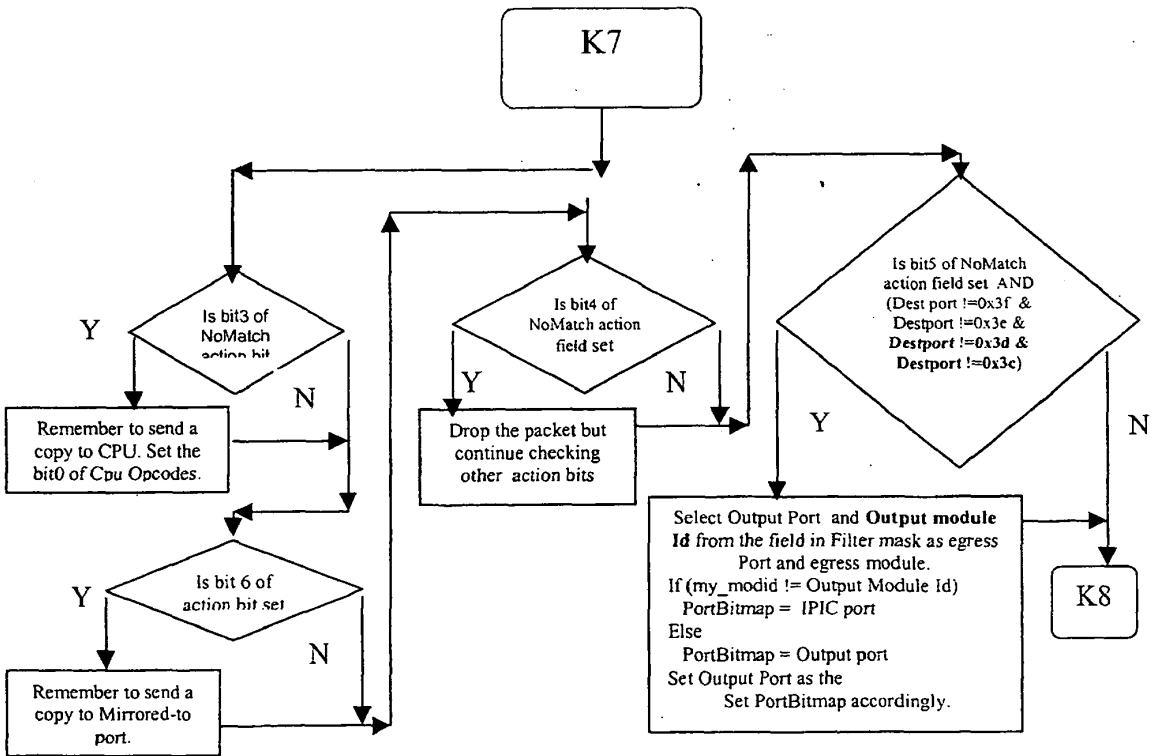 K7
Is bit3 of
NoMatch
action bit
Y
N
Remember to send a
copy to CPU. Set the
bit0 of Cpu Opcodes.
Is bit 6 of
action bit set
Y
N
Remember to send a
copy to Mirrored-to
port.
Is bit4 of
NoMatch action
field set
Y
N
Drop the packet but
continue checking
other action bits
Is bit5 of NoMatch
action field set AND
(Dest port !=0x3f &
Destport !=0x3e &
Destport !=0x3d &
Destport !=0x3c)
Y
N
Select Output Port and Output module
Id from the field in Filter mask as egress
Port and egress module.
If (my_modid != Output Module Id)
PortBitmap = IPIC port
Else
PortBitmap = Output port
Set Output Port as the
Set PortBitmap accordingly.
K8